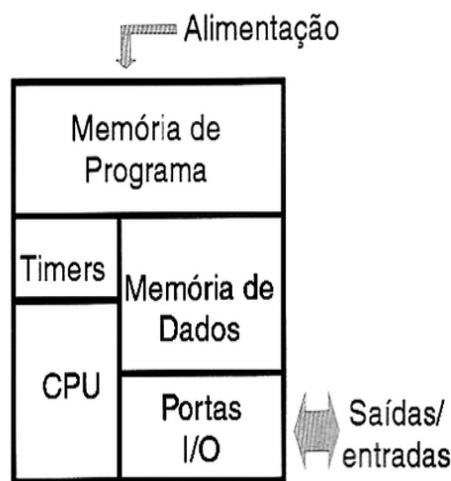 Alimentação
Memória de
Programa
Timers
Memória de
Dados
CPU
Portas
I/O
Saídas/
entradas